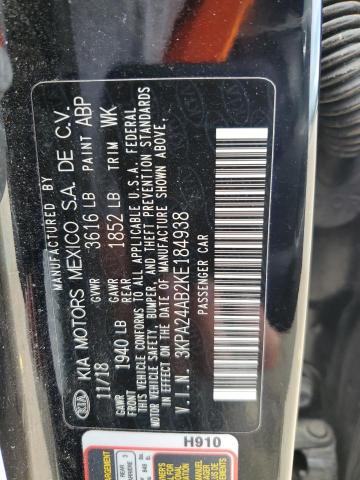 MANUFACTURED BY
KIA MOTORS MEXICO S.A. DE C.V.
KIA
11/18
GVWR 3616 LB
PAINT ABP
GAWR FRONT 1940 LB
GAWR REAR 1852 LB
TRIM WK
THIS VEHICLE CONFORMS TO ALL APPLICABLE U.S.A. FEDERAL
MOTOR VEHICLE SAFETY, BUMPER, AND THEFT PREVENTION STANDARDS
IN EFFECT ON THE DATE OF MANUFACTURE SHOWN ABOVE.
V.I.N. 3KPA24AB2KE184938
PASSENGER CAR
H910
REAR